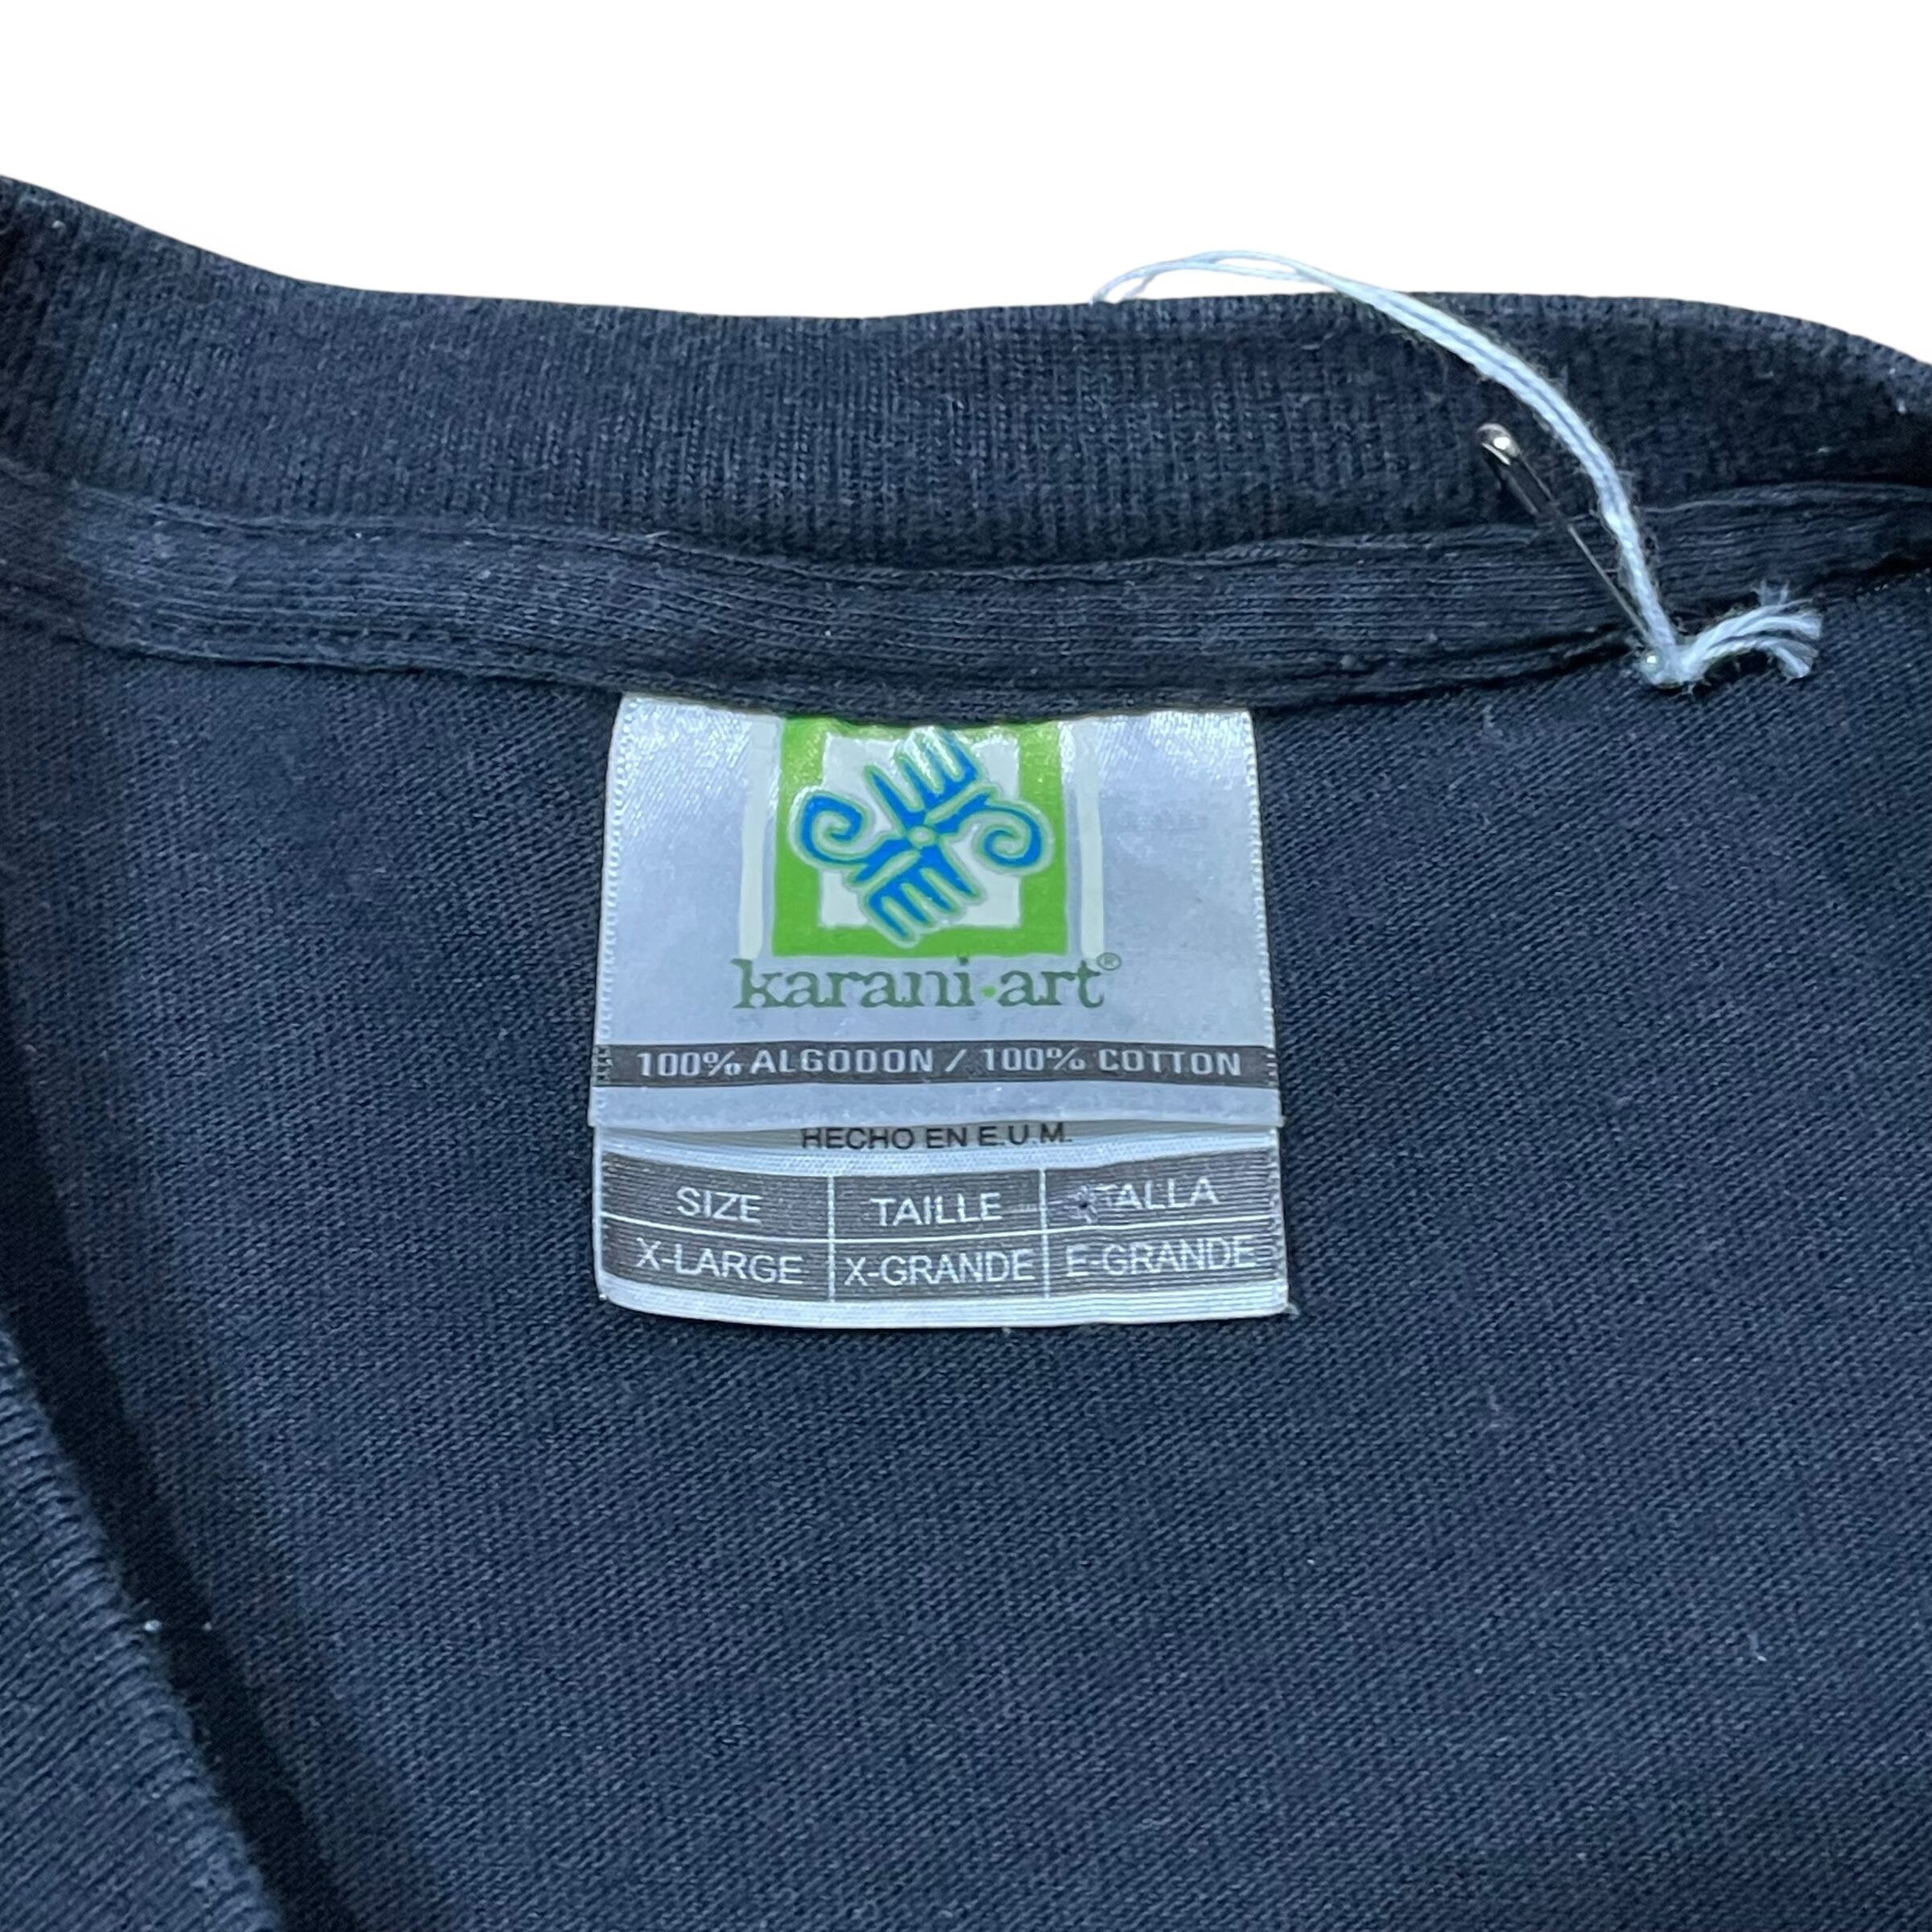 karani·art®
100% ALGODON / 100% COTTON
HECHO EN E.U.M.
SIZE TAILLE TALLA
X-LARGE X-GRANDE E-GRANDE